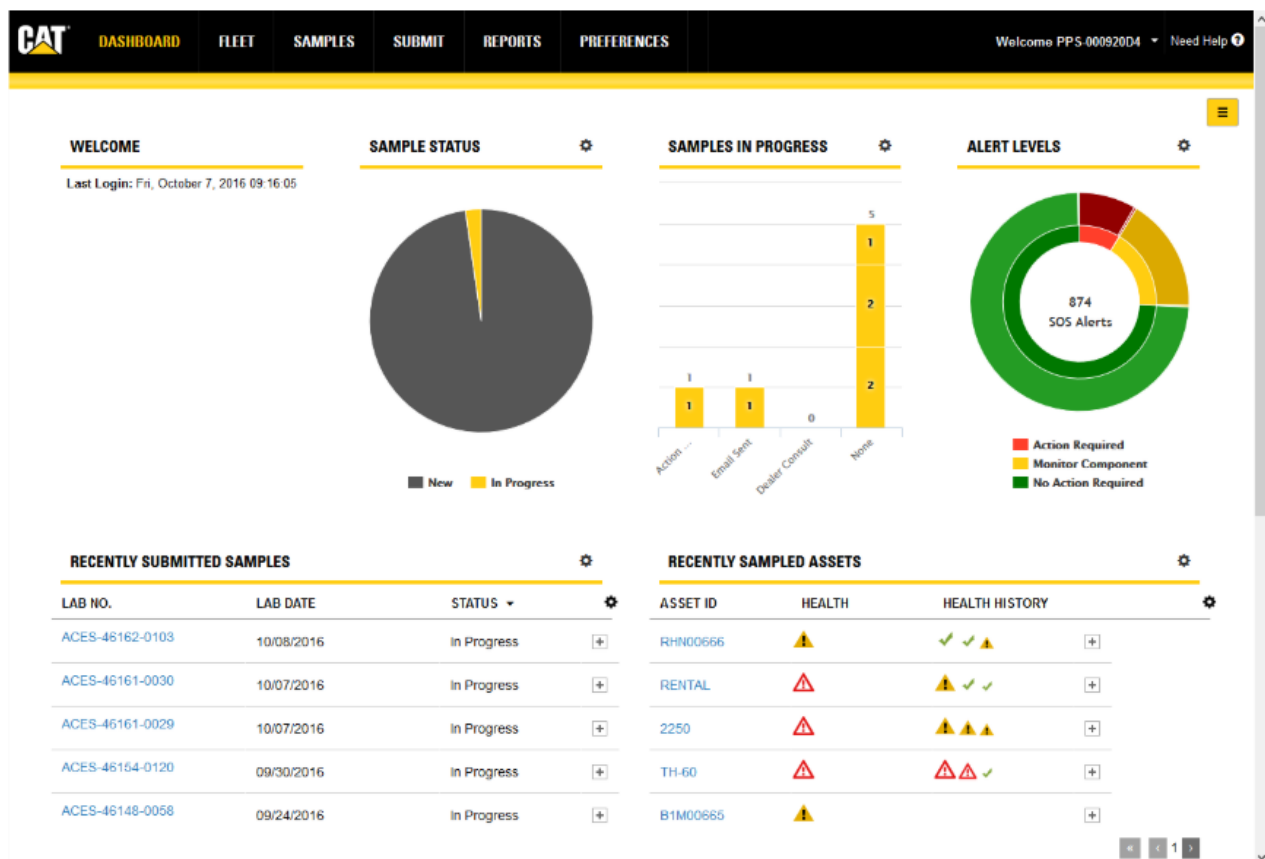 CAT DASHBOARD FLEET SAMPLES SUBMIT REPORTS PREFERENCES Welcome PPS-000920D4 Need Help
WELCOME
Last Login: Fri, October 7, 2016 09:16:05
SAMPLE STATUS
New In Progress
SAMPLES IN PROGRESS
5
1
2
2
1
1
1
1
0
Action ...
Email Sent
Dealer Consult
None
ALERT LEVELS
874
SOS Alerts
Action Required
Monitor Component
No Action Required
RECENTLY SUBMITTED SAMPLES
LAB NO. LAB DATE STATUS
ACES-46162-0103 10/08/2016 In Progress
ACES-46161-0030 10/07/2016 In Progress
ACES-46161-0029 10/07/2016 In Progress
ACES-46154-0120 09/30/2016 In Progress
ACES-46148-0058 09/24/2016 In Progress
RECENTLY SAMPLED ASSETS
ASSET ID HEALTH HEALTH HISTORY
RHN00666
RENTAL
2250
TH-60
B1M00665
« ‹ 1 ›